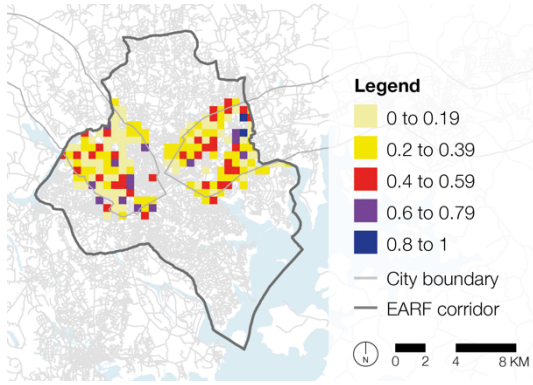 Legend
0 to 0.19
0.2 to 0.39
0.4 to 0.59
0.6 to 0.79
0.8 to 1
City boundary
EARF corridor
N
0 2 4 8 KM